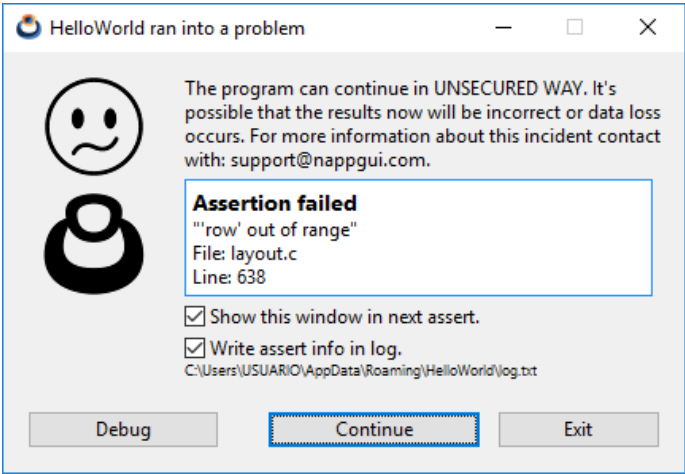 HelloWorld ran into a problem
The program can continue in UNSECURED WAY. It's
possible that the results now will be incorrect or data loss
occurs. For more information about this incident contact
with: support@nappgui.com.
Assertion failed
"'row' out of range"
File: layout.c
Line: 638
Show this window in next assert.
Write assert info in log.
C:\Users\USUARIO\AppData\Roaming\HelloWorld\log.txt
Debug
Continue
Exit